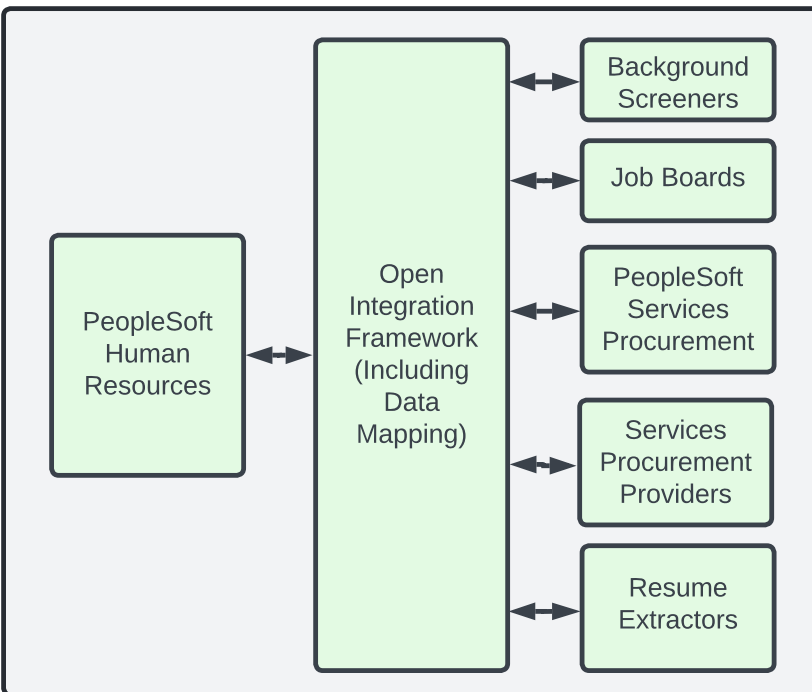 PeopleSoft
Human
Resources
Open
Integration
Framework
(Including
Data
Mapping)
Background
Screeners
Job Boards
PeopleSoft
Services
Procurement
Services
Procurement
Providers
Resume
Extractors